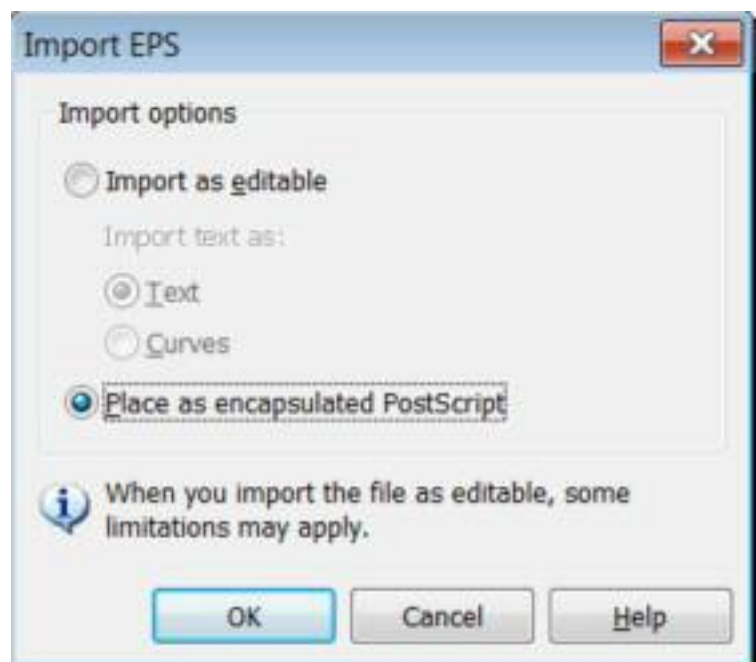 Import EPS
Import options
Import as editable
Import text as:
Text
Curves
Place as encapsulated PostScript
When you import the file as editable, some
limitations may apply.
OK Cancel Help